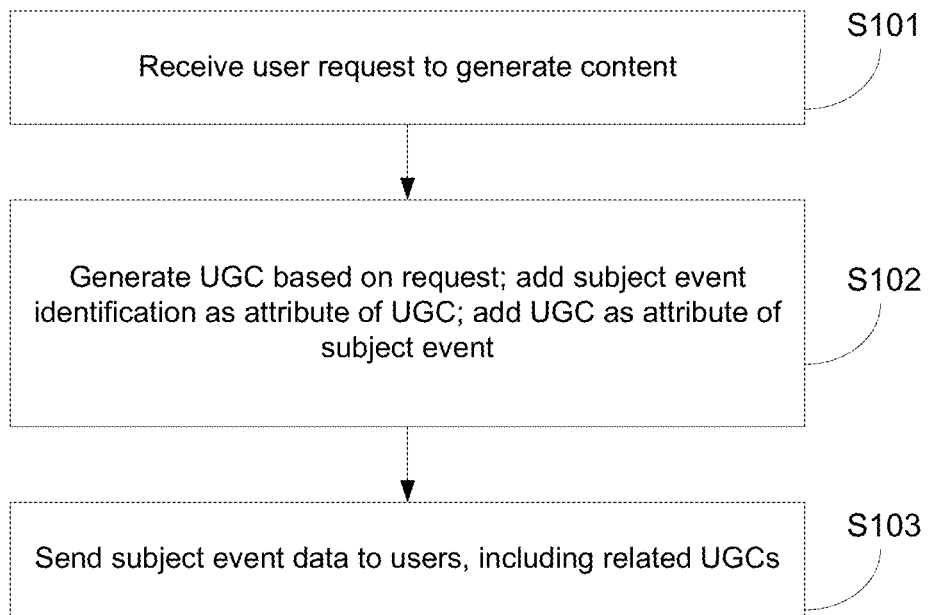 S101
Receive user request to generate content
Generate UGC based on request; add subject event
identification as attribute of UGC; add UGC as attribute of
subject event
S102
Send subject event data to users, including related UGCs
S103